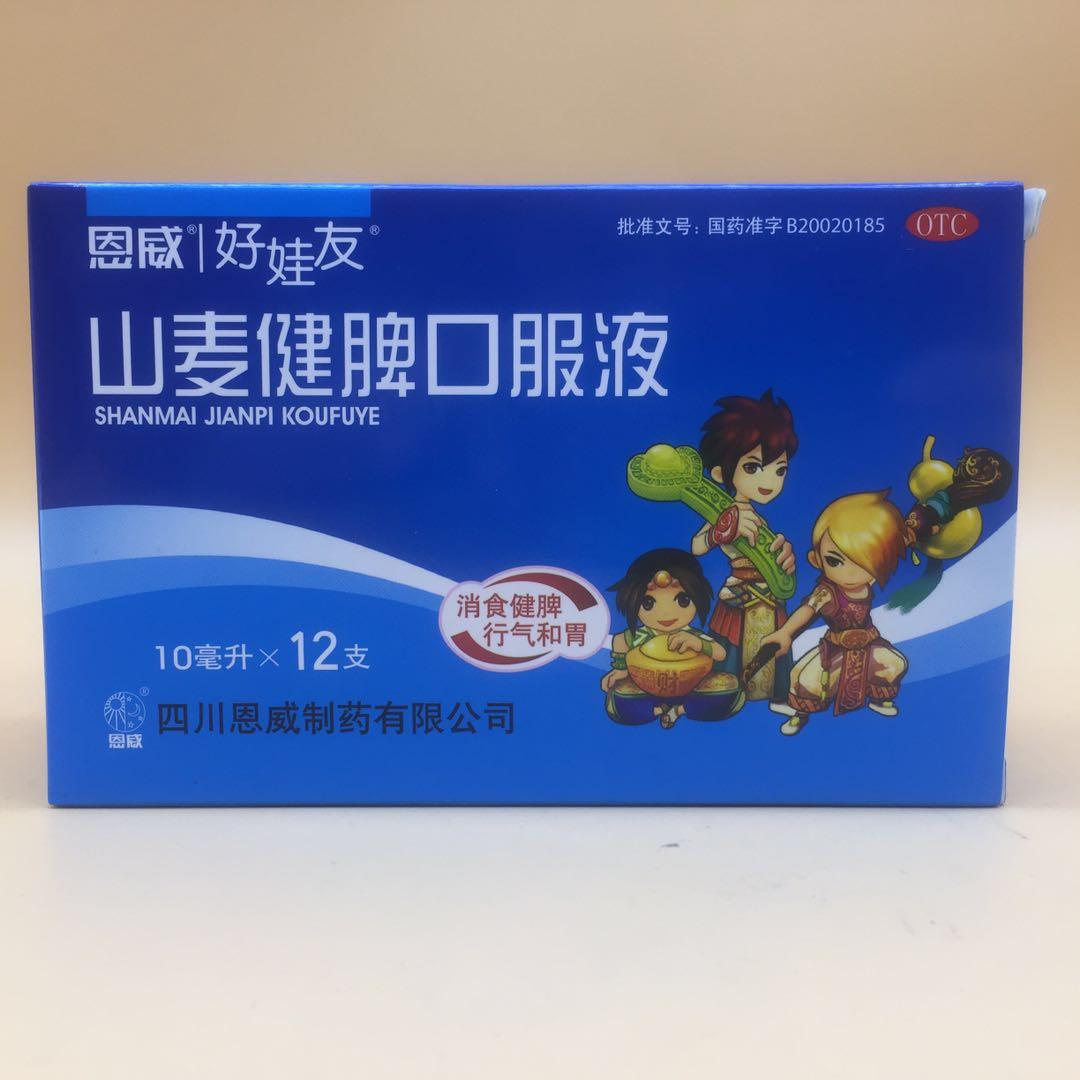 恩威®|好娃友®
批准文号：国药准字B20020185
OTC
山麦健脾口服液
SHANMAI JIANPI KOUFUYE
消食健脾
行气和胃
10毫升×12支
财
恩威®
四川恩威制药有限公司